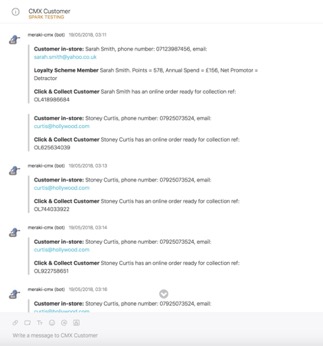 CMX Customer
SPARK TESTING
meraki-cmx (bot) 19/05/2018, 03:11
Customer in-store: Sarah Smith, phone number: 07123987456, email:
sarah.smith@yahoo.co.uk
Loyalty Scheme Member Sarah Smith. Points = 578, Annual Spend = £156, Net Promotor =
Detractor
Click & Collect Customer Sarah Smith has an online order ready for collection ref:
OL418986684
Customer in-store: Stoney Curtis, phone number: 07925073524, email:
curtis@hollywood.com
Click & Collect Customer Stoney Curtis has an online order ready for collection ref:
OL625634039
meraki-cmx (bot) 19/05/2018, 03:13
Customer in-store: Stoney Curtis, phone number: 07925073524, email:
curtis@hollywood.com
Click & Collect Customer Stoney Curtis has an online order ready for collection ref:
OL744033922
meraki-cmx (bot) 19/05/2018, 03:14
Customer in-store: Stoney Curtis, phone number: 07925073524, email:
curtis@hollywood.com
Click & Collect Customer Stoney Curtis has an online order ready for collection ref:
OL922758651
meraki-cmx (bot) 19/05/2018, 03:16
Customer in-store: Stoney Curtis, phone number: 07925073524, email:
curtis@hollywood.com
Write a message to CMX Customer